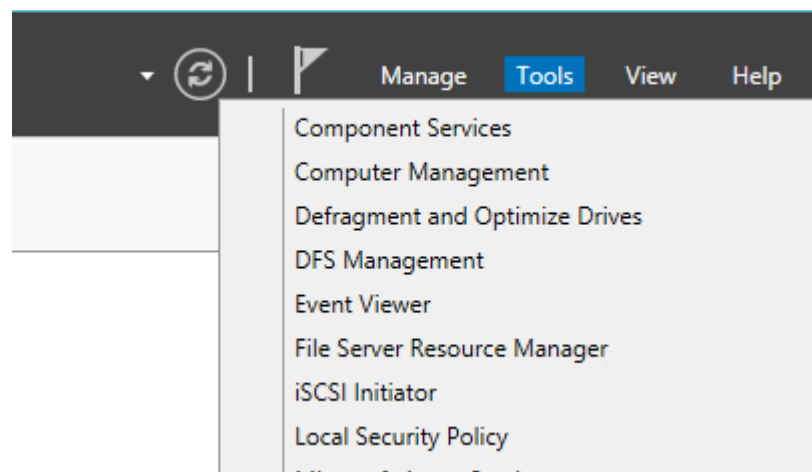 Manage Tools View Help
Component Services
Computer Management
Defragment and Optimize Drives
DFS Management
Event Viewer
File Server Resource Manager
iSCSI Initiator
Local Security Policy